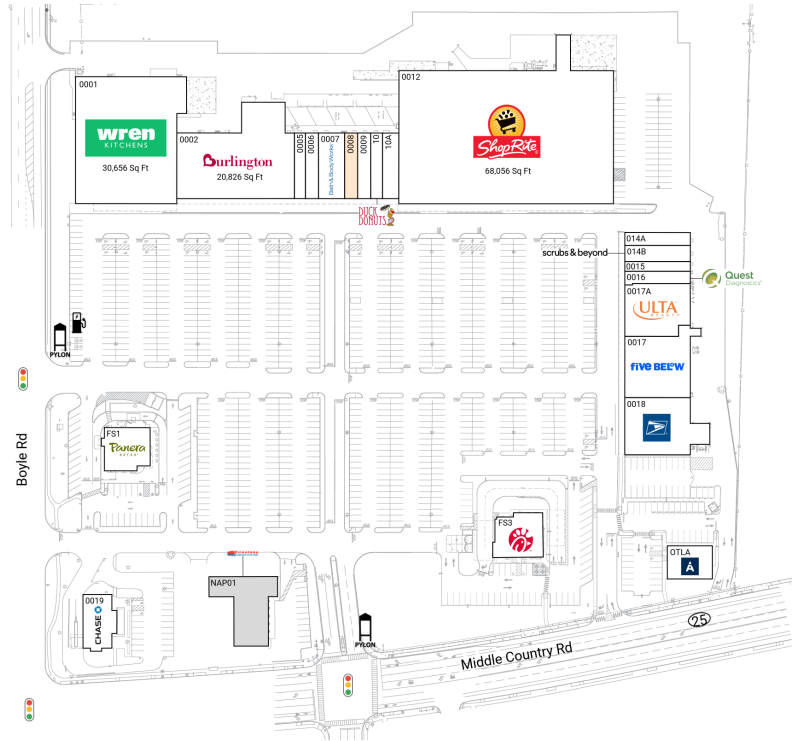 0001
wren
KITCHENS
30,656 Sq Ft
0002
Burlington
20,826 Sq Ft
0005
0006
0007
Bath & Body Works
0008
0009
10
10A
0012
ShopRite
68,056 Sq Ft
DUCK
DONUTS
014A
014B
scrubs & beyond
0015
0016
Quest
Diagnostics
0017A
ULTA
BEAUTY
0017
five BEL°W
0018
PYLON
Boyle Rd
FS1
Panera
BREAD
FS3
OTLA
A
0019
CHASE
NAP01
PYLON
Middle Country Rd
25